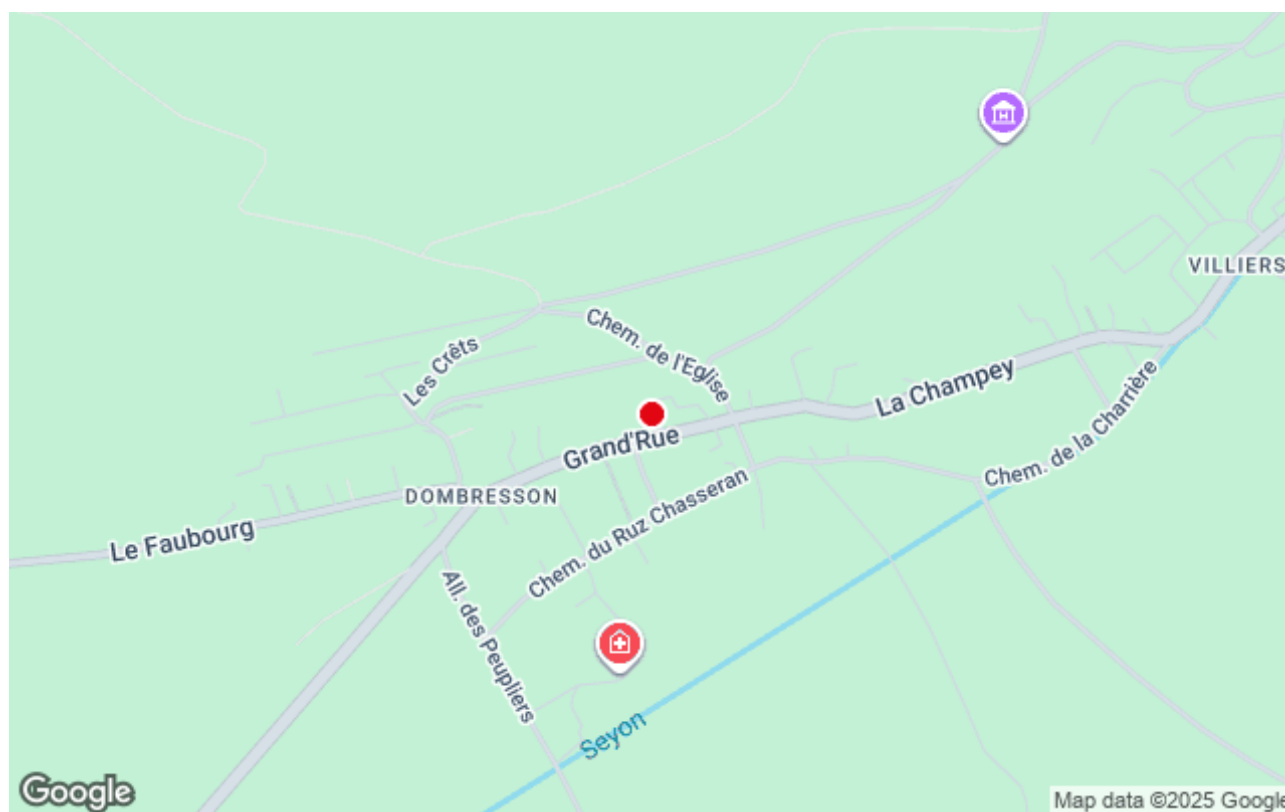 VILLIERS
Chem. de l'Eglise
Les Crêts
La Champey
Grand'Rue
Chem. de la Charrière
DOMBRESSON
Chem. du Ruz Chasseran
Le Faubourg
All. des Peupliers
Seyon
Google
Map data ©2025 Google